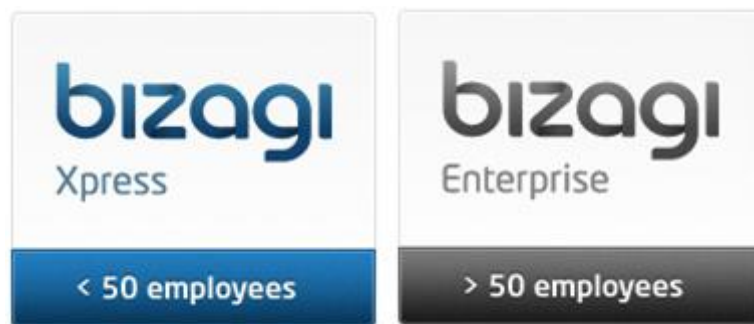 bizagi
Xpress
< 50 employees
bizagi
Enterprise
> 50 employees